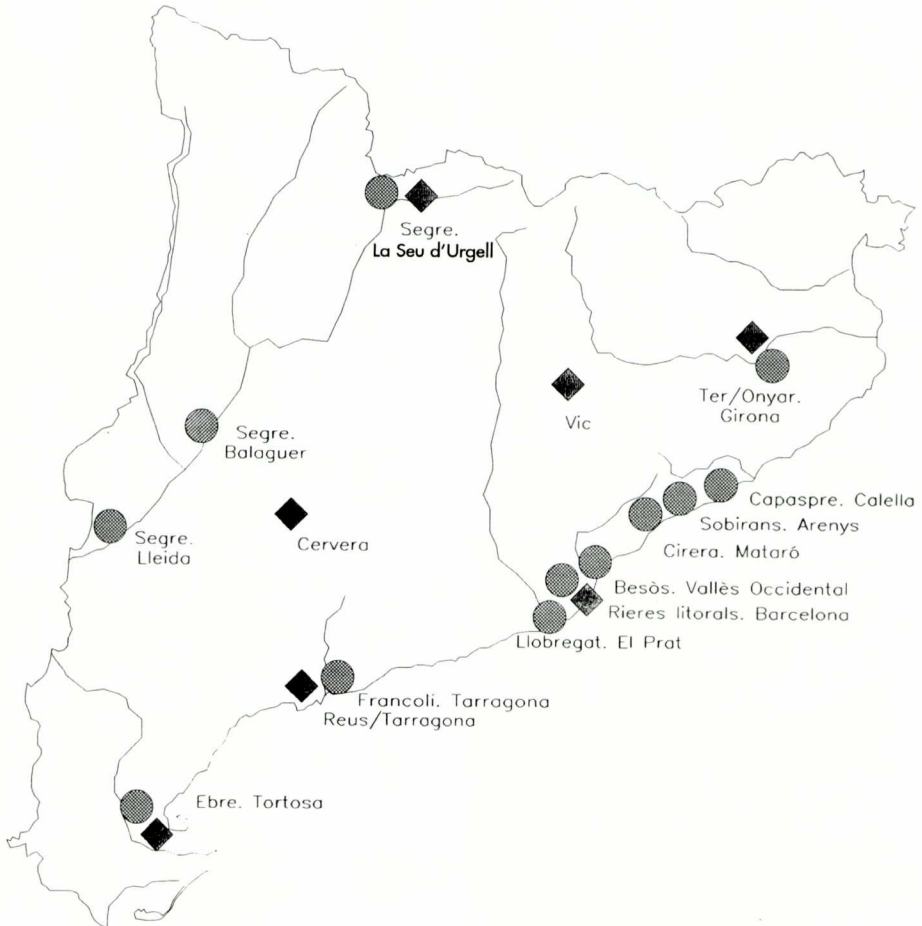 Segre.
La Seu d'Urgell
Ter/Onyar.
Girona
Vic
Segre.
Balaguer
Capaspre. Calella
Sobirans. Arenys
Segre.
Lleida
Cervera
Cirera. Mataró
Besòs. Vallès Occidental
Rieres litorals. Barcelona
Llobregat. El Prat
Francolí. Tarragona
Reus/Tarragona
Ebre. Tortosa